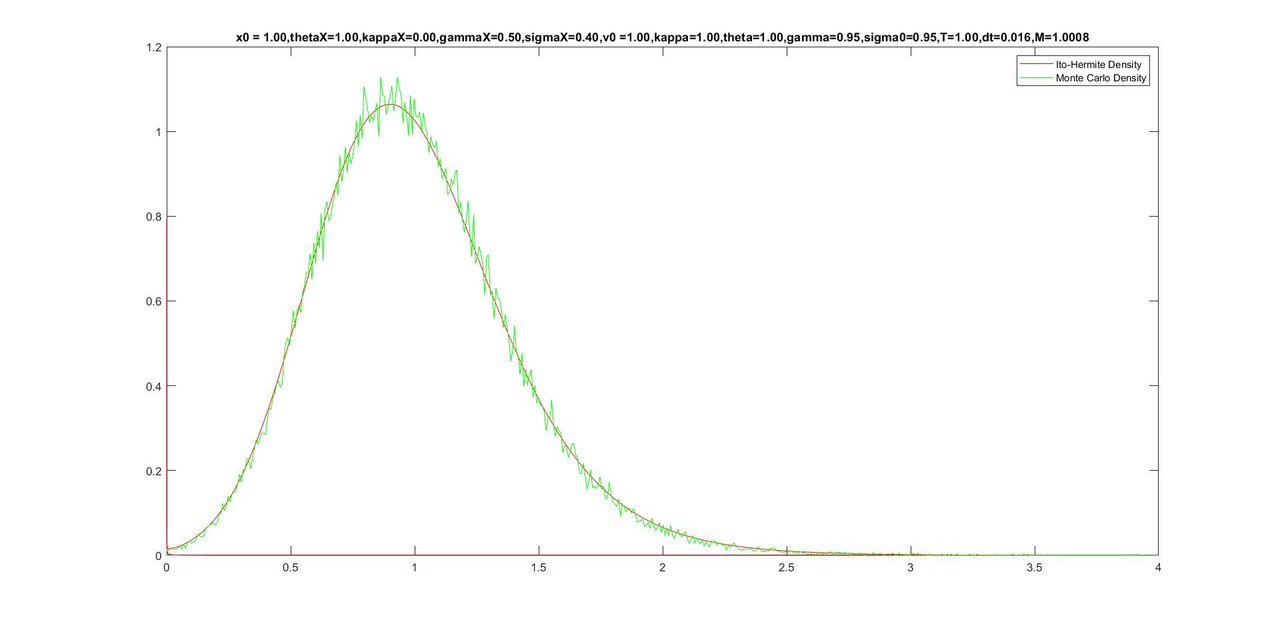 x0 = 1.00,thetaX=1.00,kappaX=0.00,gammaX=0.50,sigmaX=0.40,v0 =1.00,kappa=1.00,theta=1.00,gamma=0.95,sigma0=0.95,T=1.00,dt=0.016,M=1.0008
Ito-Hermite Density
Monte Carlo Density
1.2
1
0.8
0.6
0.4
0.2
0
0 0.5 1 1.5 2 2.5 3 3.5 4